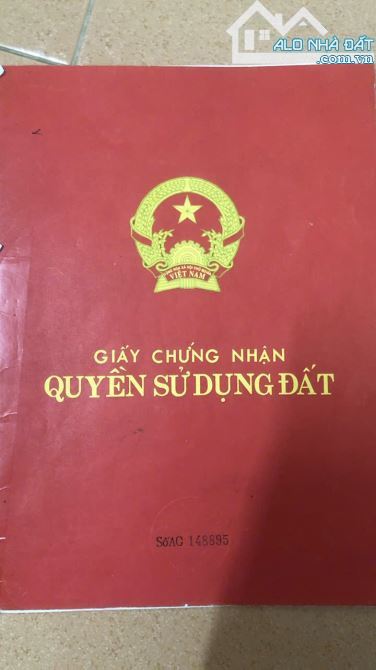 ALO NHÀ ĐẤT
.com.vn
VIỆT NAM
GIẤY CHỨNG NHẬN
QUYỀN SỬ DỤNG ĐẤT
Số AG 148895